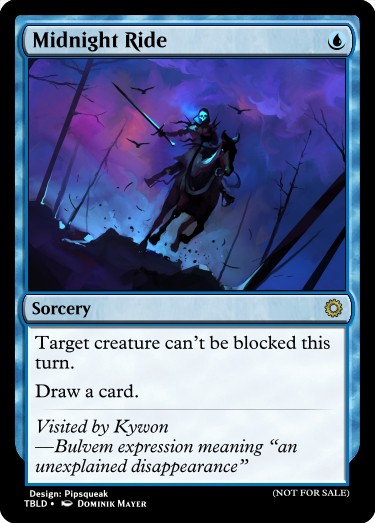 Midnight Ride
Sorcery
Target creature can't be blocked this
turn.
Draw a card.
Visited by Kywon
—Bulvem expression meaning “an
unexplained disappearance”
Design: Pipsqueak
(NOT FOR SALE)
TBLD • Dominik Mayer